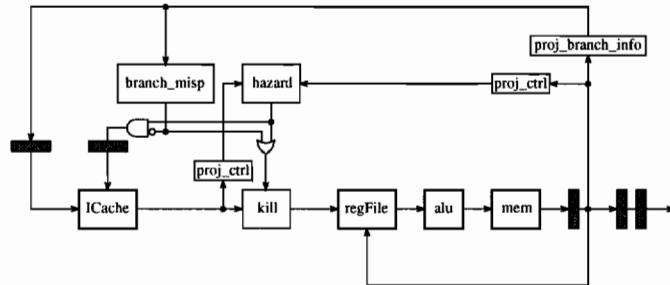 proj_branch_info
branch_misp
hazard
proj_ctrl
proj_ctrl
ICache
kill
regFile
alu
mem